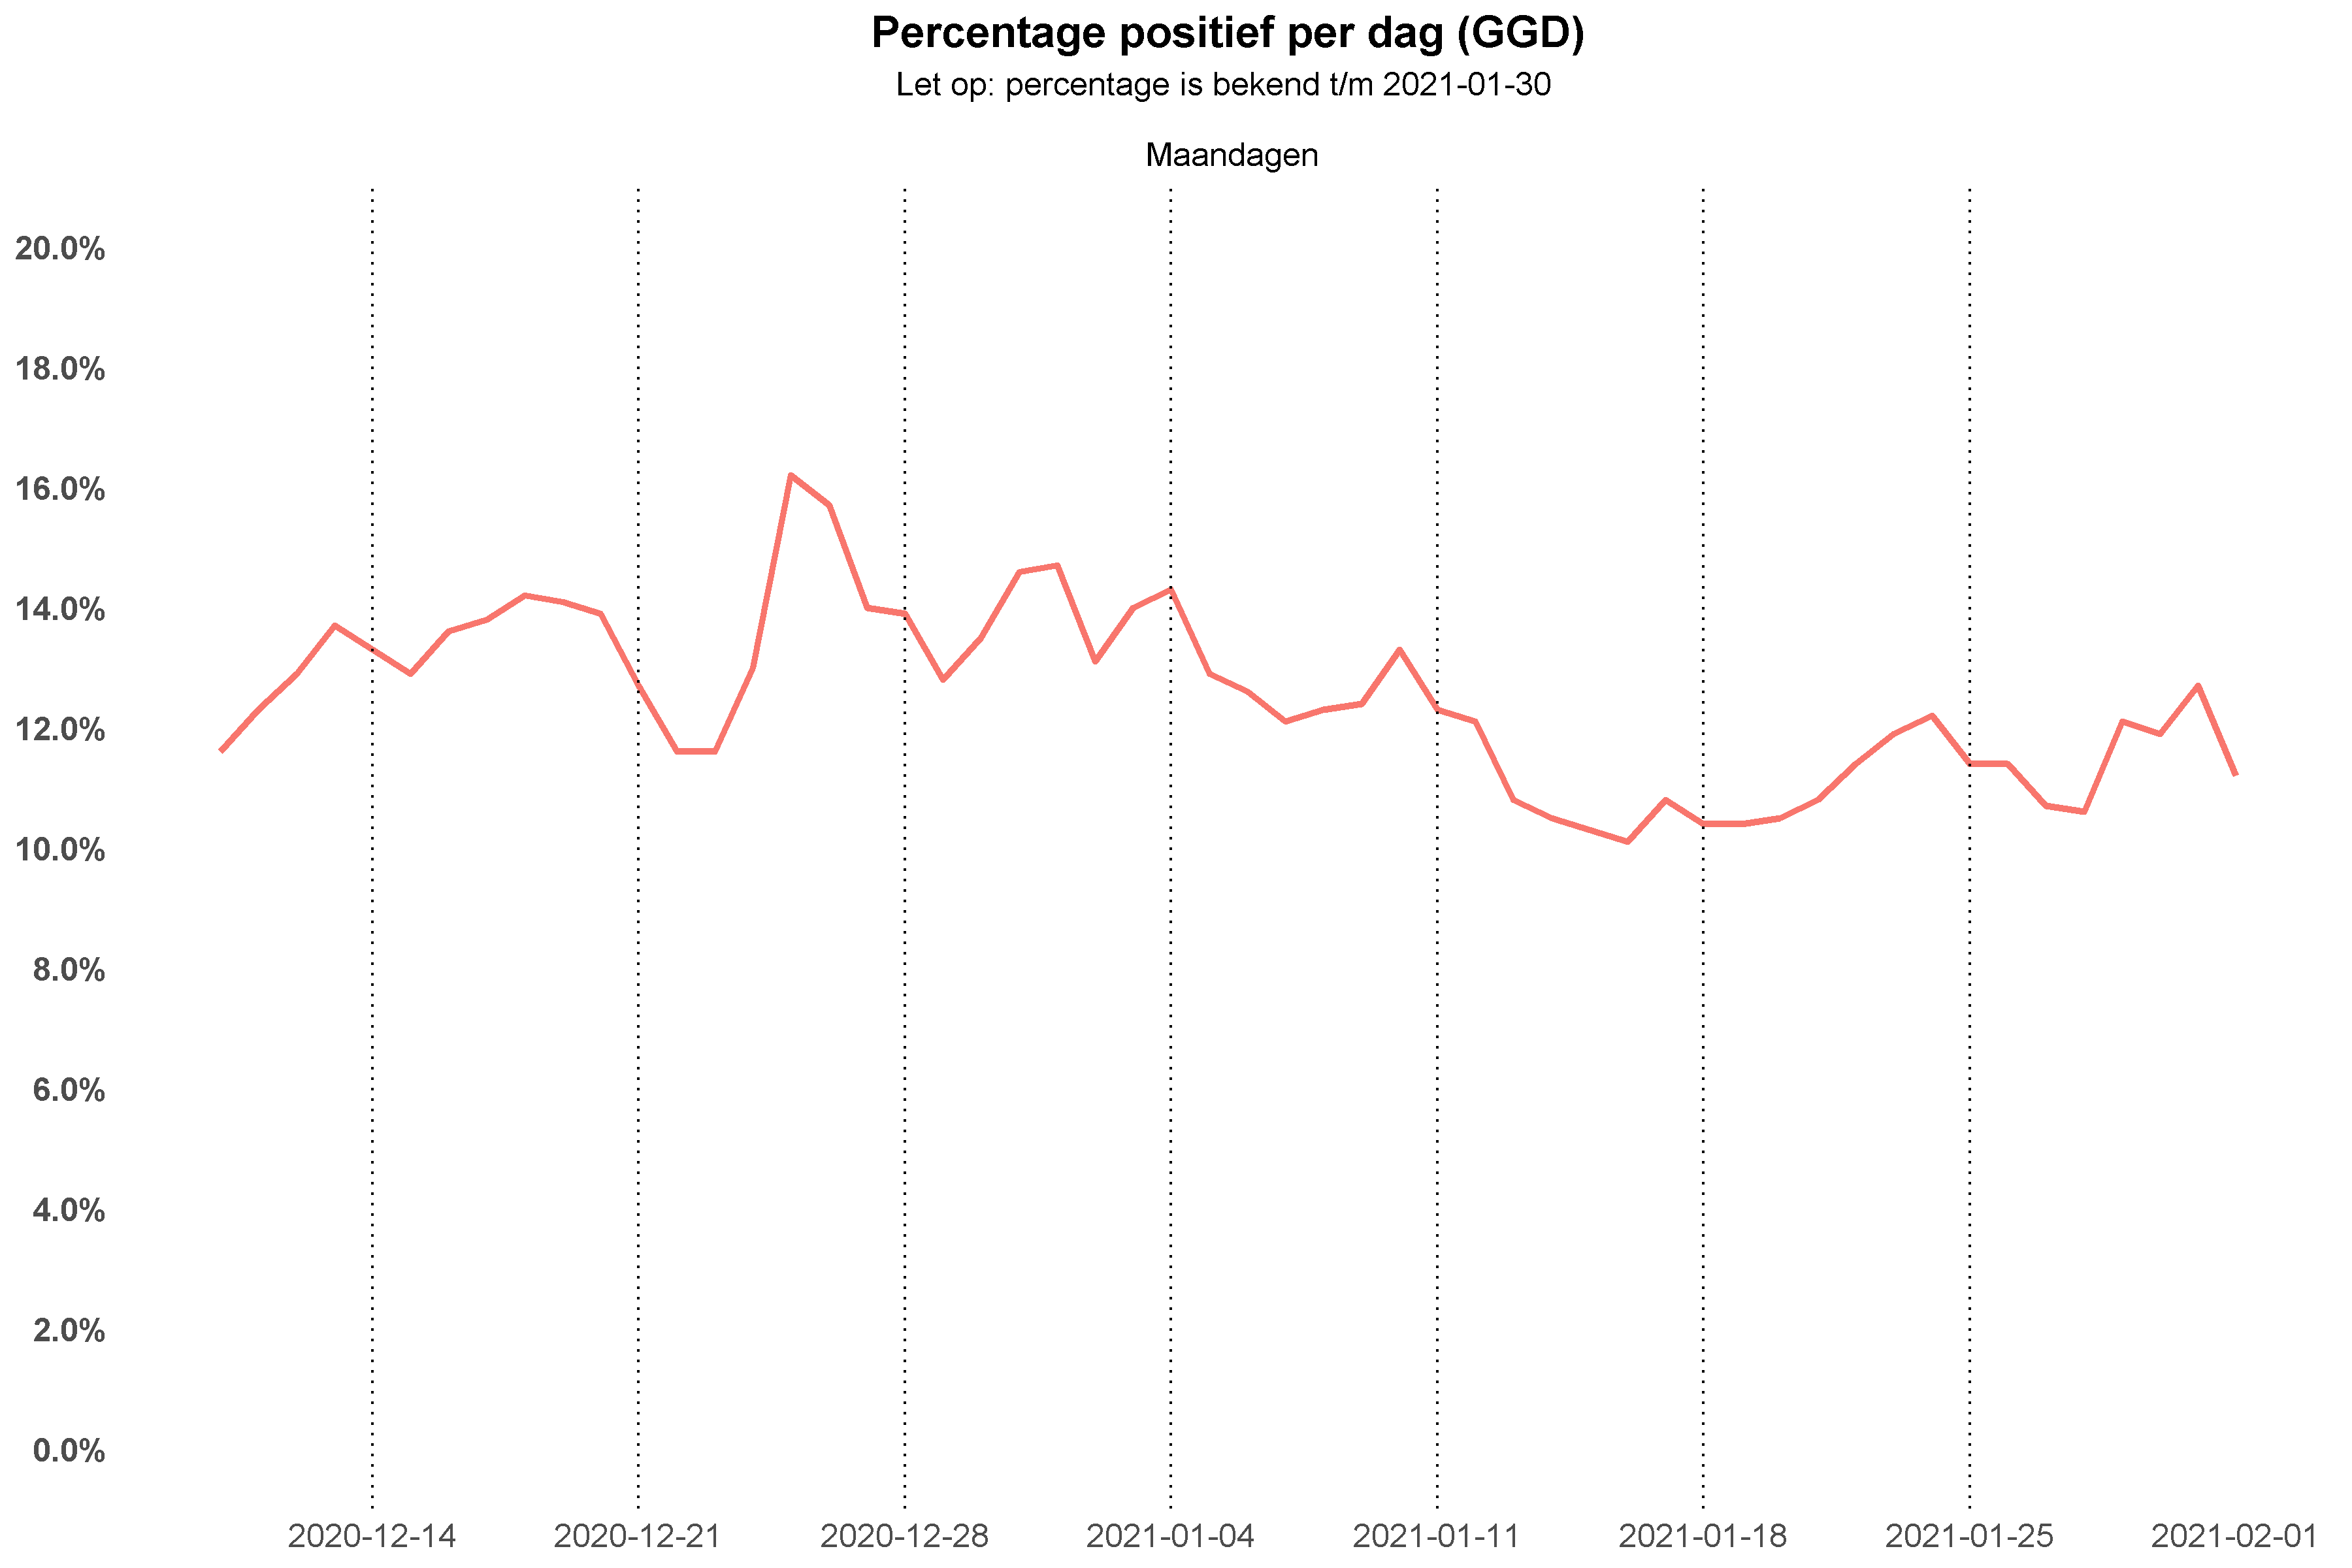 Percentage positief per dag (GGD)
Let op: percentage is bekend t/m 2021-01-30
Maandagen
20.0%
18.0%
16.0%
14.0%
12.0%
10.0%
8.0%
6.0%
4.0%
2.0%
0.0%
2020-12-14 2020-12-21 2020-12-28 2021-01-04 2021-01-11 2021-01-18 2021-01-25 2021-02-01